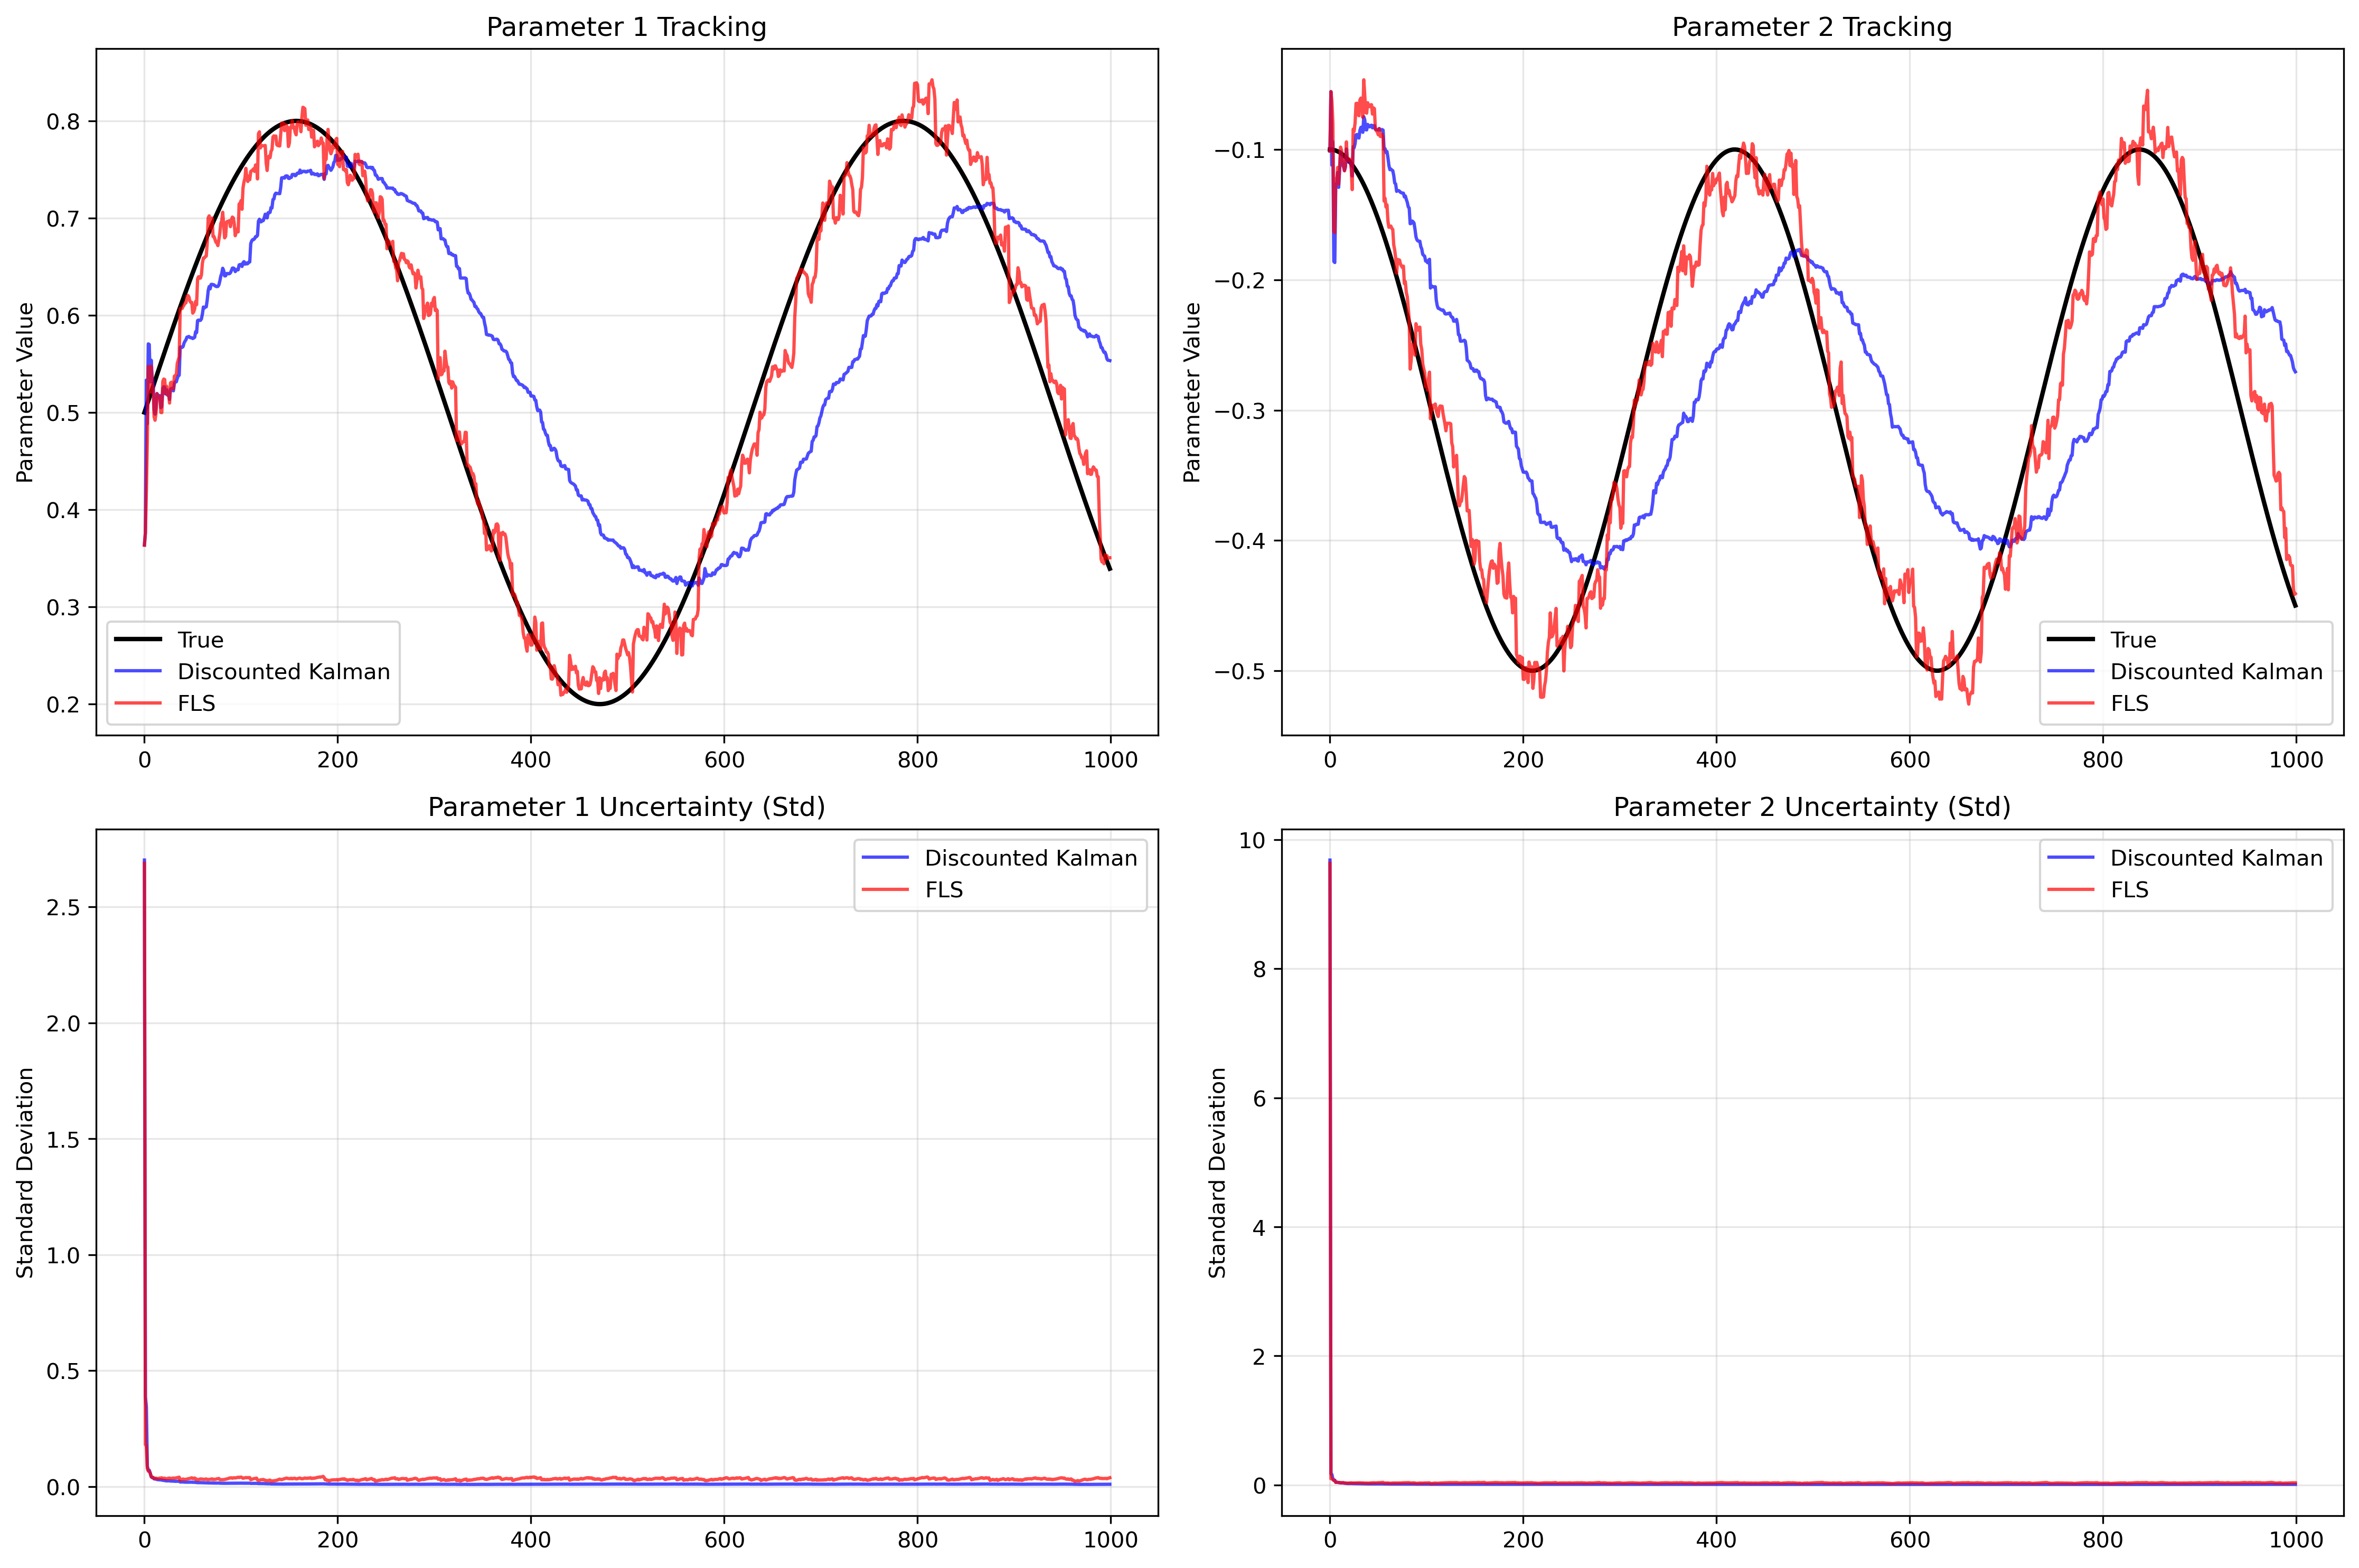 Parameter 1 Tracking
Parameter Value
0.8
0.7
0.6
0.5
0.4
0.3
0.2
True
Discounted Kalman
FLS
0 200 400 600 800 1000
Parameter 2 Tracking
Parameter Value
−0.1
−0.2
−0.3
−0.4
−0.5
True
Discounted Kalman
FLS
0 200 400 600 800 1000
Parameter 1 Uncertainty (Std)
Standard Deviation
2.5
2.0
1.5
1.0
0.5
0.0
Discounted Kalman
FLS
0 200 400 600 800 1000
Parameter 2 Uncertainty (Std)
Standard Deviation
10
8
6
4
2
0
Discounted Kalman
FLS
0 200 400 600 800 1000